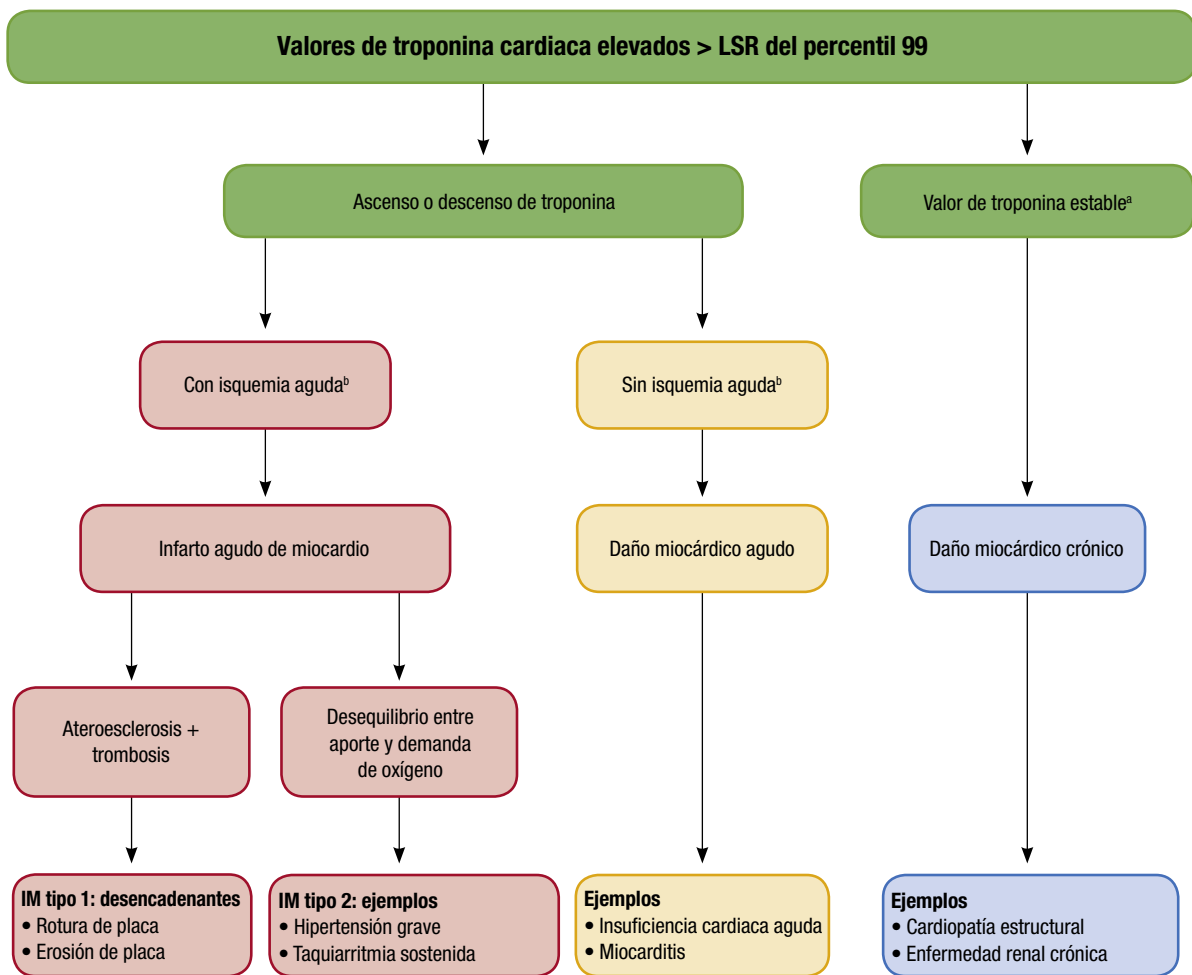 Valores de troponina cardiaca elevados > LSR del percentil 99
Ascenso o descenso de troponina
Valor de troponina estableᵃ
Con isquemia agudaᵇ
Sin isquemia agudaᵇ
Infarto agudo de miocardio
Daño miocárdico agudo
Daño miocárdico crónico
Ateroesclerosis +
trombosis
Desequilibrio entre
aporte y demanda
de oxígeno
IM tipo 1: desencadenantes
• Rotura de placa
• Erosión de placa
IM tipo 2: ejemplos
• Hipertensión grave
• Taquiarritmia sostenida
Ejemplos
• Insuficiencia cardiaca aguda
• Miocarditis
Ejemplos
• Cardiopatía estructural
• Enfermedad renal crónica